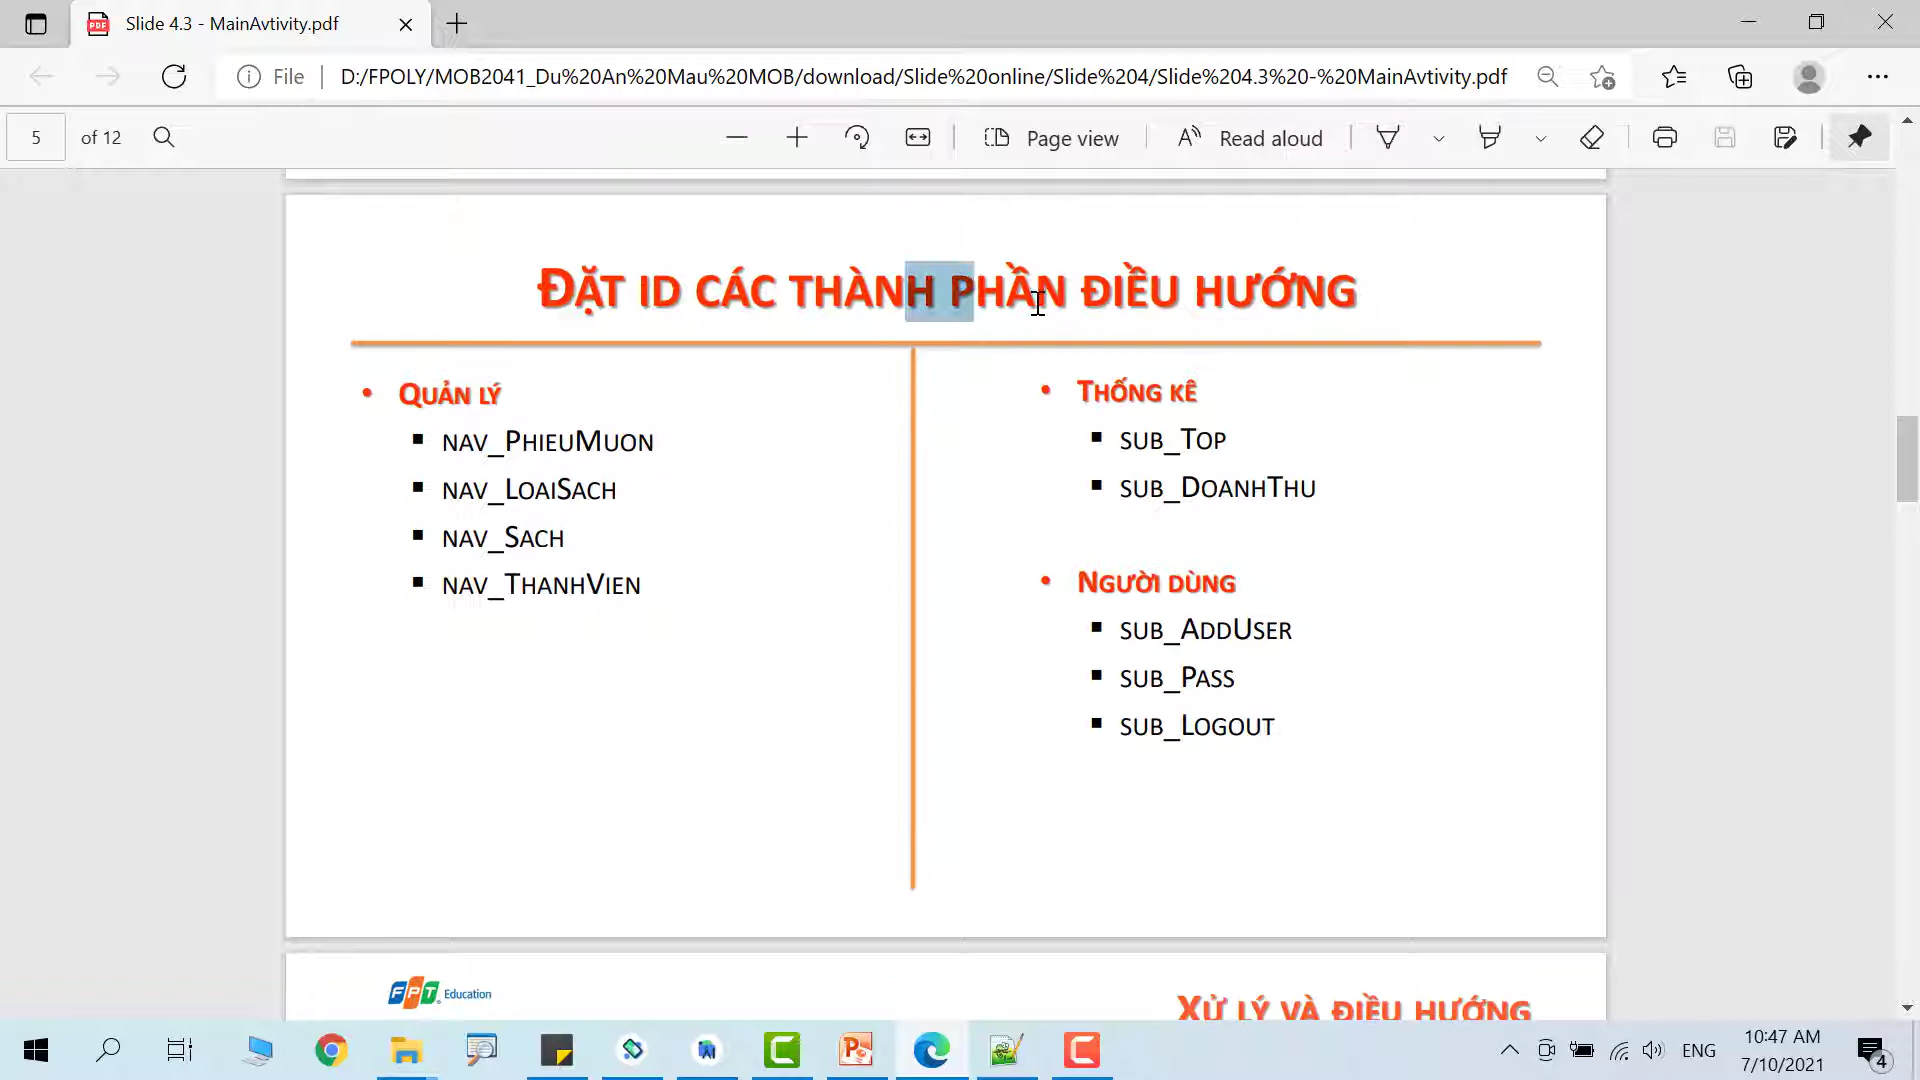 Slide 4.3 - MainAvtivity.pdf
File
D:/FPOLY/MOB2041_Du%20An%20Mau%20MOB/download/Slide%20online/Slide%204/Slide%204.3%20-%20MainAvtivity.pdf
5 of 12
Page view
Read aloud
ĐẶT ID CÁC THÀNH PHẦN ĐIỀU HƯỚNG
• QUẢN LÝ
▪ NAV_PHIEUMUON
▪ NAV_LOAISACH
▪ NAV_SACH
▪ NAV_THANHVIEN
• THỐNG KÊ
▪ SUB_TOP
▪ SUB_DOANHTHU
• NGƯỜI DÙNG
▪ SUB_ADDUSER
▪ SUB_PASS
▪ SUB_LOGOUT
FPT Education
XỬ LÝ VÀ ĐIỀU HƯỚNG
ENG
10:47 AM
7/10/2021
4